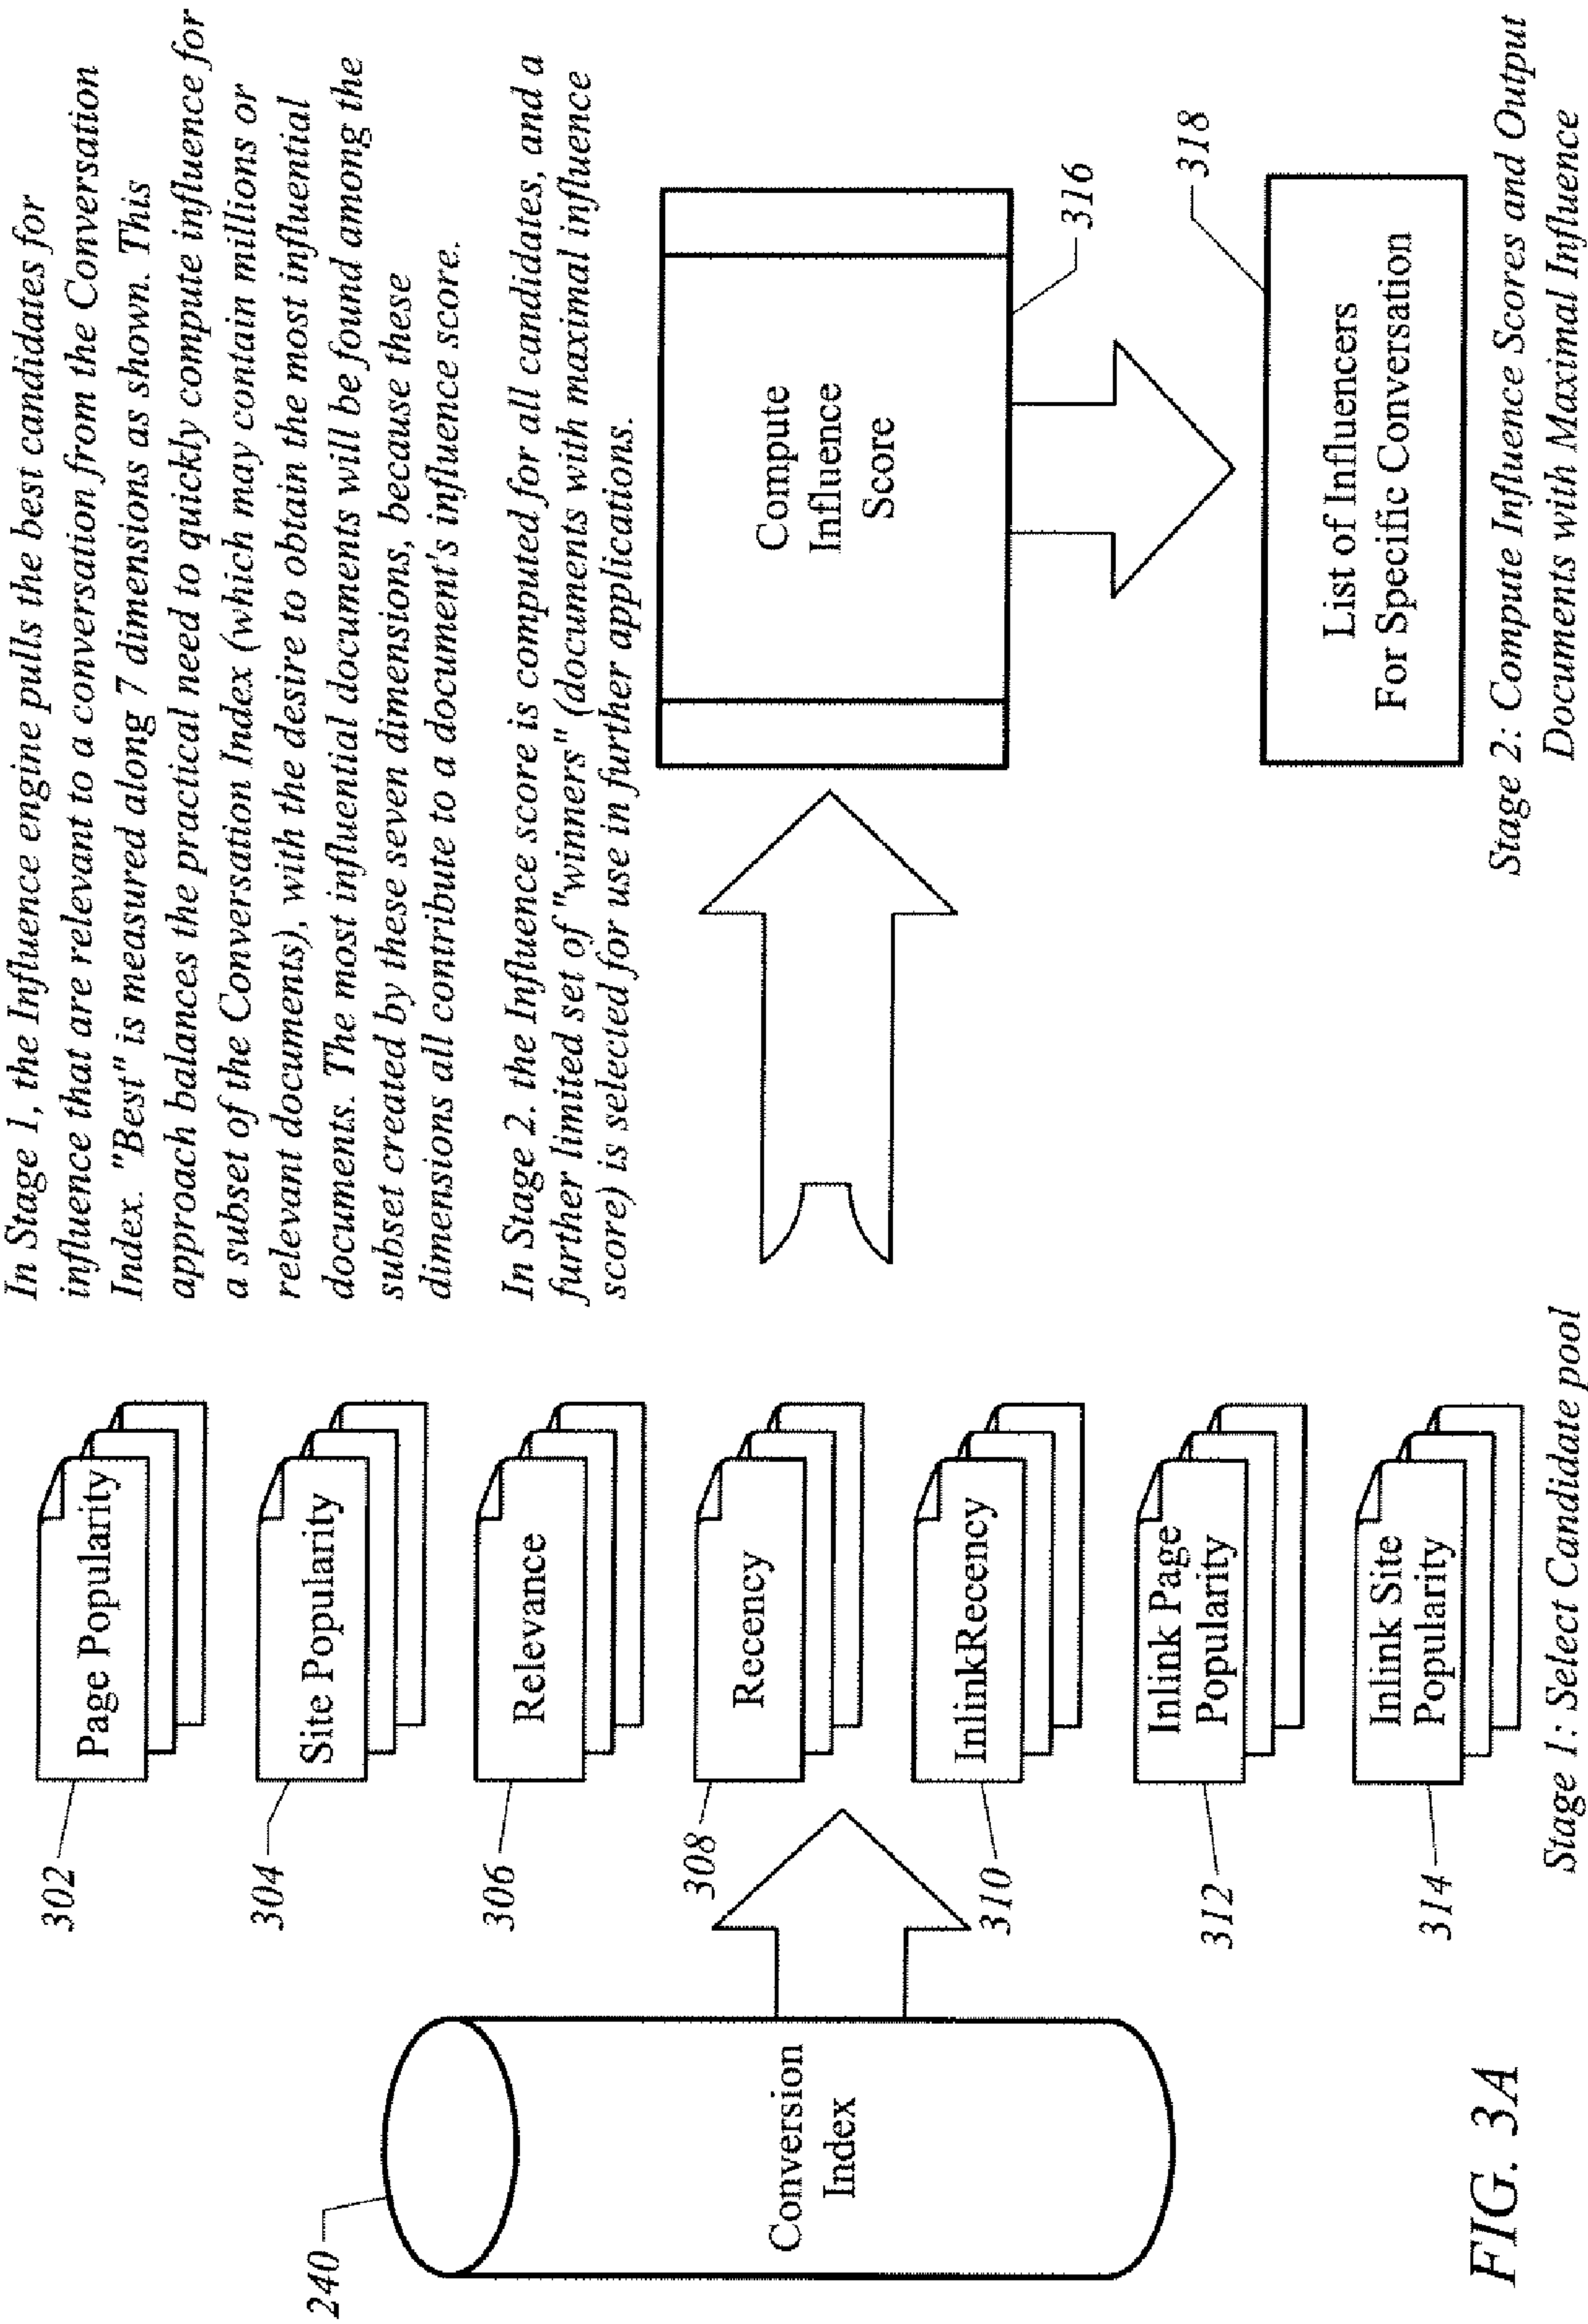 In Stage 1, the Influence engine pulls the best candidates for
influence that are relevant to a conversation from the Conversation
Index. "Best" is measured along 7 dimensions as shown. This
approach balances the practical need to quickly compute influence for
a subset of the Conversation Index (which may contain millions or
relevant documents), with the desire to obtain the most influential
documents. The most influential documents will be found among the
subset created by these seven dimensions, because these
dimensions all contribute to a document's influence score.
In Stage 2. the Influence score is computed for all candidates, and a
further limited set of "winners" (documents with maximal influence
score) is selected for use in further applications.
240
Conversion
Index
302
Page Popularity
304
Site Popularity
306
Relevance
308
Recency
310
InlinkRecency
312
Inlink Page
Popularity
314
Inlink Site
Popularity
Stage 1: Select Candidate pool
Compute
Influence
Score
316
318
List of Influencers
For Specific Conversation
Stage 2: Compute Influence Scores and Output
Documents with Maximal Influence
FIG. 3A